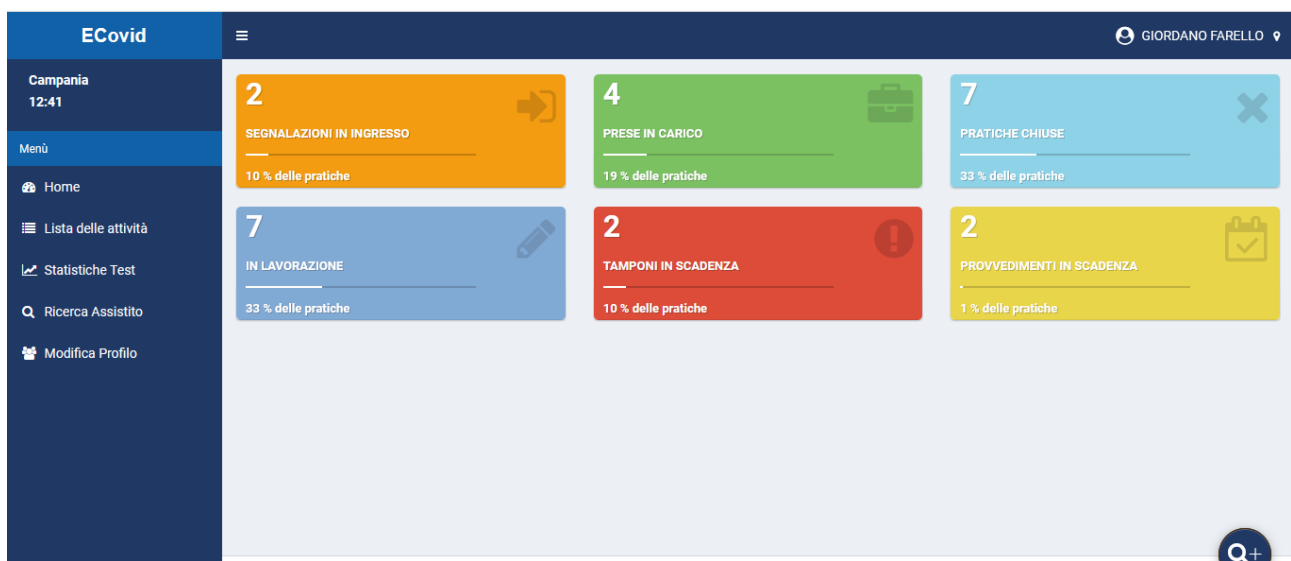 ECovid
GIORDANO FARELLO
Campania
12:41
Menù
Home
Lista delle attività
Statistiche Test
Ricerca Assistito
Modifica Profilo
2
SEGNALAZIONI IN INGRESSO
10 % delle pratiche
4
PRESE IN CARICO
19 % delle pratiche
7
PRATICHE CHIUSE
33 % delle pratiche
7
IN LAVORAZIONE
33 % delle pratiche
2
TAMPONI IN SCADENZA
10 % delle pratiche
2
PROVVEDIMENTI IN SCADENZA
1 % delle pratiche